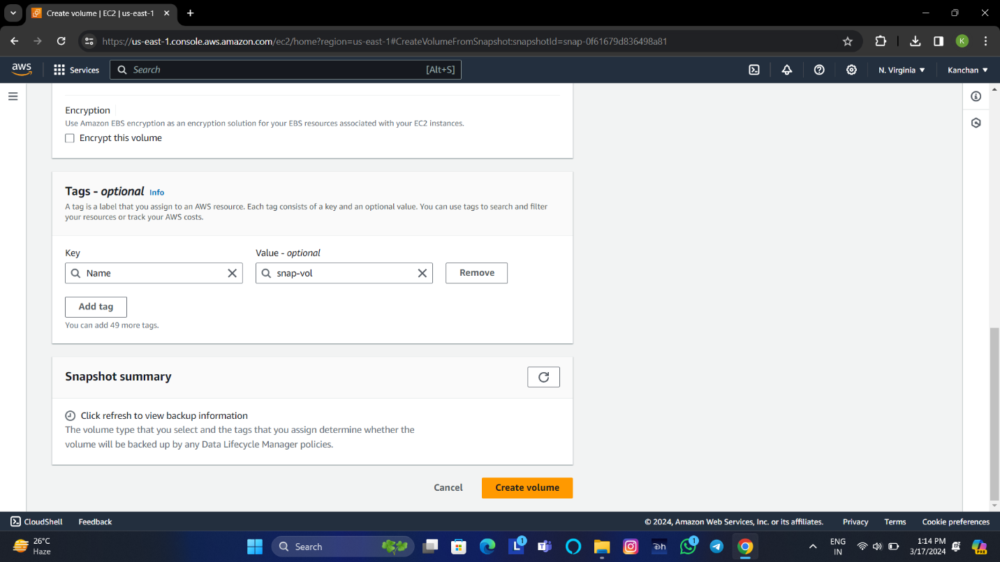 Create volume | EC2 | us-east-1
https://us-east-1.console.aws.amazon.com/ec2/home?region=us-east-1#CreateVolumeFromSnapshot:snapshotId=snap-0f61679d836498a81
K
aws
Services
Search
[Alt+S]
N. Virginia
Kanchan
Encryption
Use Amazon EBS encryption as an encryption solution for your EBS resources associated with your EC2 instances.
Encrypt this volume
Tags - optional Info
A tag is a label that you assign to an AWS resource. Each tag consists of a key and an optional value. You can use tags to search and filter
your resources or track your AWS costs.
Key
Value - optional
Name
snap-vol
Remove
Add tag
You can add 49 more tags.
Snapshot summary
Click refresh to view backup information
The volume type that you select and the tags that you assign determine whether the
volume will be backed up by any Data Lifecycle Manager policies.
Cancel
Create volume
CloudShell
Feedback
© 2024, Amazon Web Services, Inc. or its affiliates.
Privacy
Terms
Cookie preferences
26°C
Haze
Search
L
1
Dh
1
ENG
IN
1:14 PM
3/17/2024
PRE